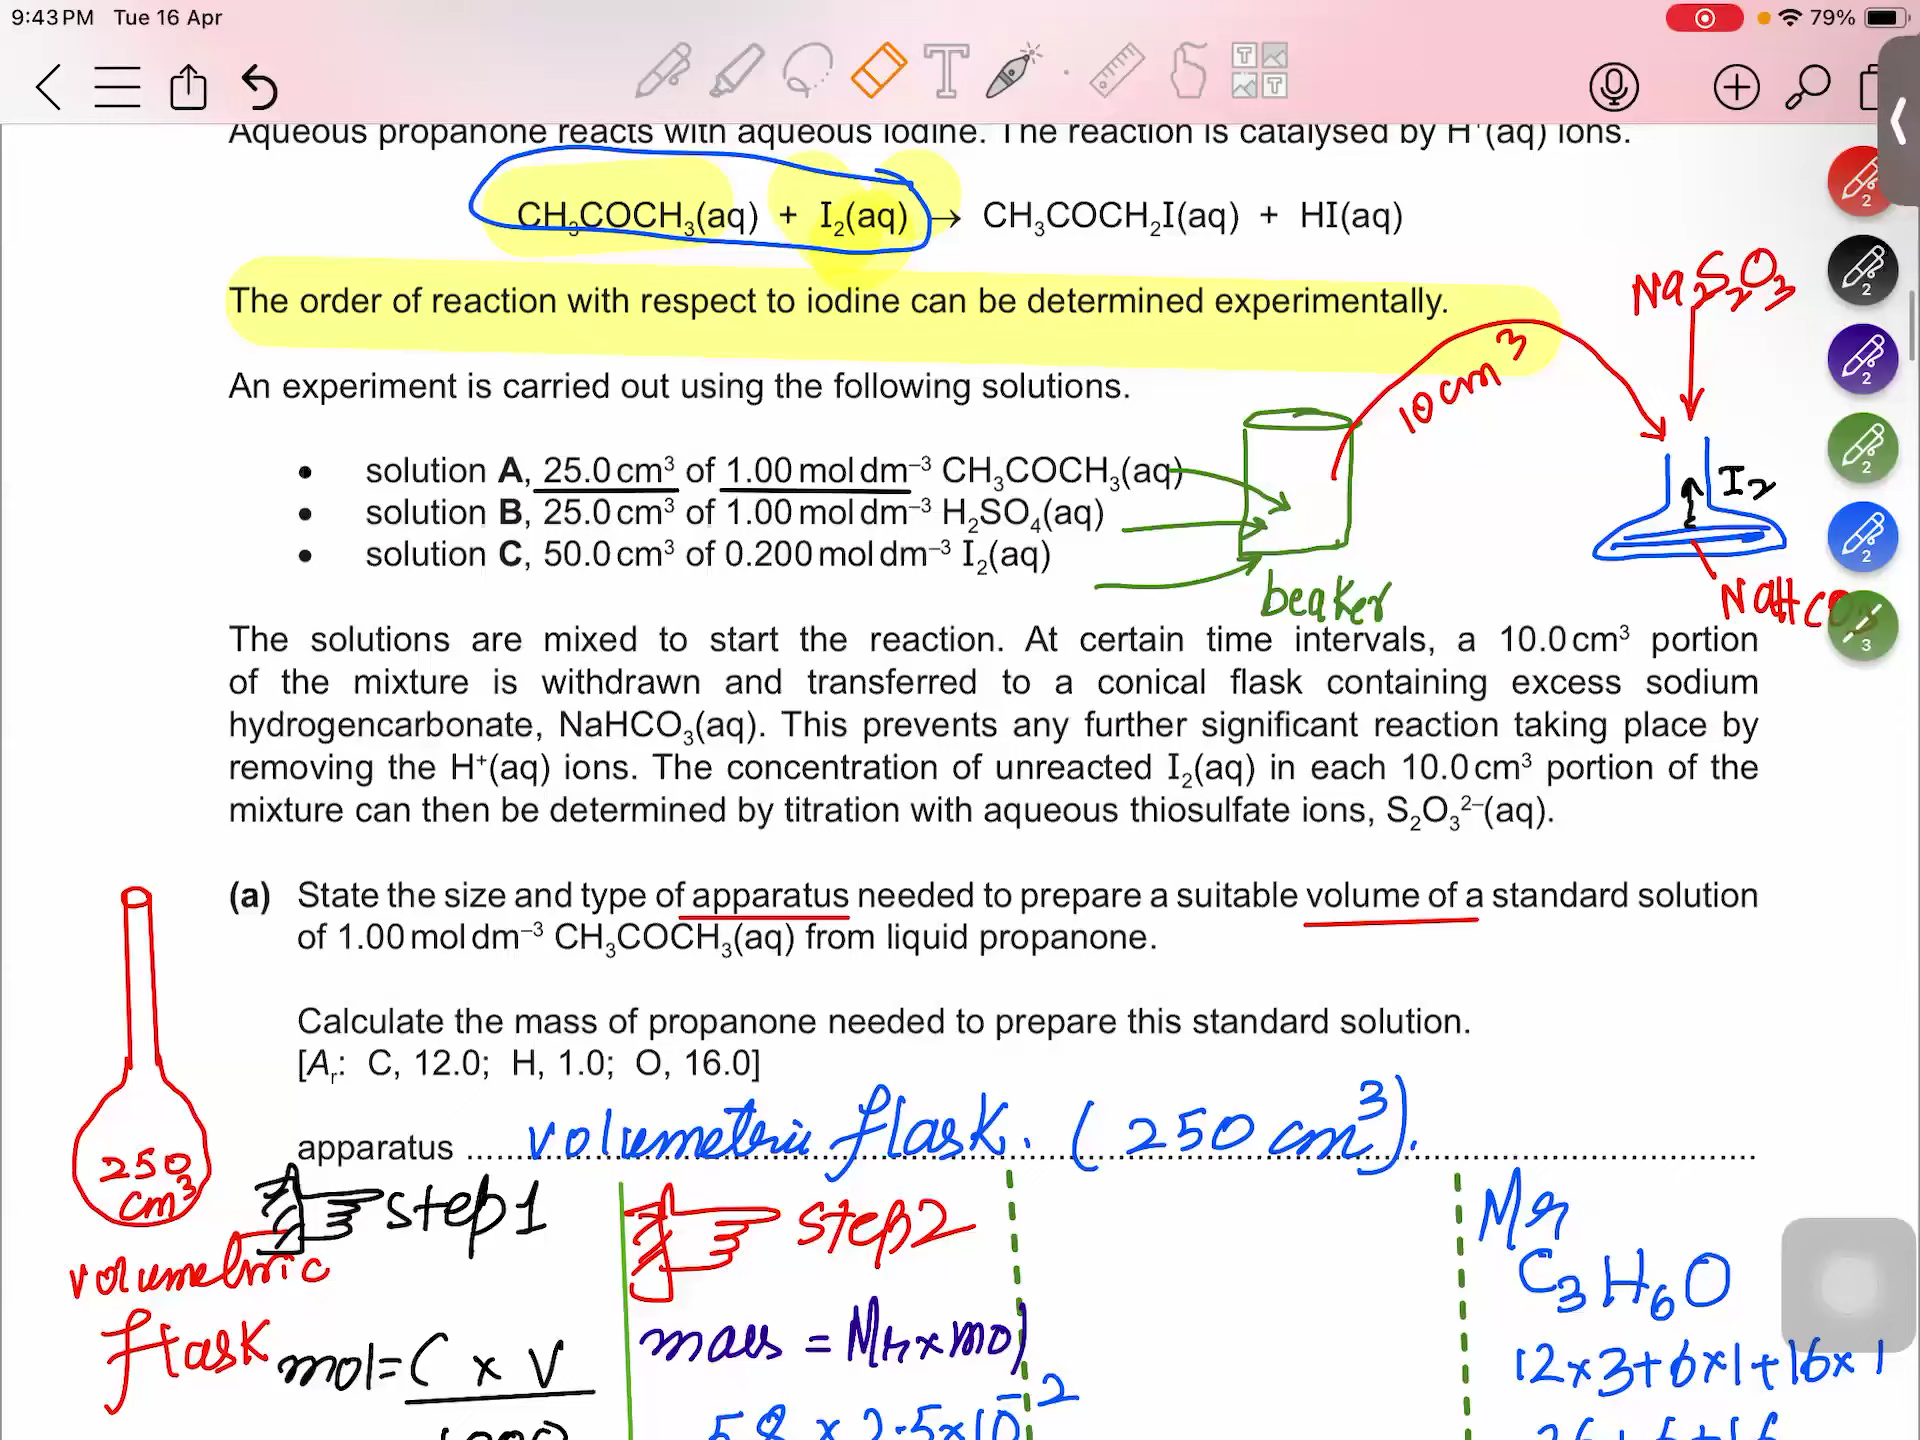 9:43 PM Tue 16 Apr
79%
Aqueous propanone reacts with aqueous iodine. The reaction is catalysed by H⁺(aq) ions.
CH₃COCH₃(aq) + I₂(aq) → CH₃COCH₂I(aq) + HI(aq)
The order of reaction with respect to iodine can be determined experimentally.
Na₂S₂O₃
An experiment is carried out using the following solutions.
10 cm³
• solution A, 25.0 cm³ of 1.00 mol dm⁻³ CH₃COCH₃(aq)
I₂
• solution B, 25.0 cm³ of 1.00 mol dm⁻³ H₂SO₄(aq)
• solution C, 50.0 cm³ of 0.200 mol dm⁻³ I₂(aq)
beaker
NaHCO₃
The solutions are mixed to start the reaction. At certain time intervals, a 10.0 cm³ portion
of the mixture is withdrawn and transferred to a conical flask containing excess sodium
hydrogencarbonate, NaHCO₃(aq). This prevents any further significant reaction taking place by
removing the H⁺(aq) ions. The concentration of unreacted I₂(aq) in each 10.0 cm³ portion of the
mixture can then be determined by titration with aqueous thiosulfate ions, S₂O₃²⁻(aq).
(a) State the size and type of apparatus needed to prepare a suitable volume of a standard solution
of 1.00 mol dm⁻³ CH₃COCH₃(aq) from liquid propanone.
Calculate the mass of propanone needed to prepare this standard solution.
[Aᵣ: C, 12.0; H, 1.0; O, 16.0]
apparatus volumetric flask. (250 cm³).
250
cm³
volumetric
flask
step1
mol = C x V
step2
mass = Mr x mol
58 x 2.5x10⁻²
Mr
C₃H₆O
12x3+6x1+16x1